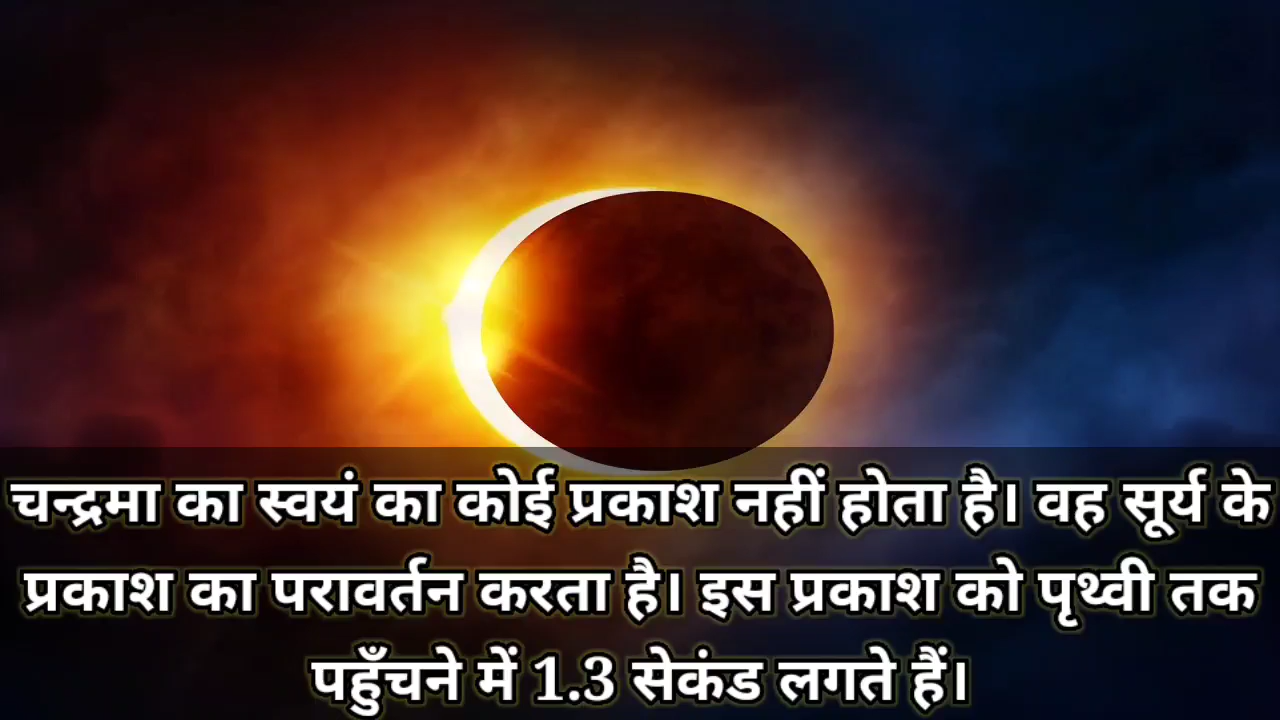 चन्द्रमा का स्वयं का कोई प्रकाश नहीं होता है। वह सूर्य के
प्रकाश का परावर्तन करता है। इस प्रकाश को पृथ्वी तक
पहुँचने में 1.3 सेकंड लगते हैं।